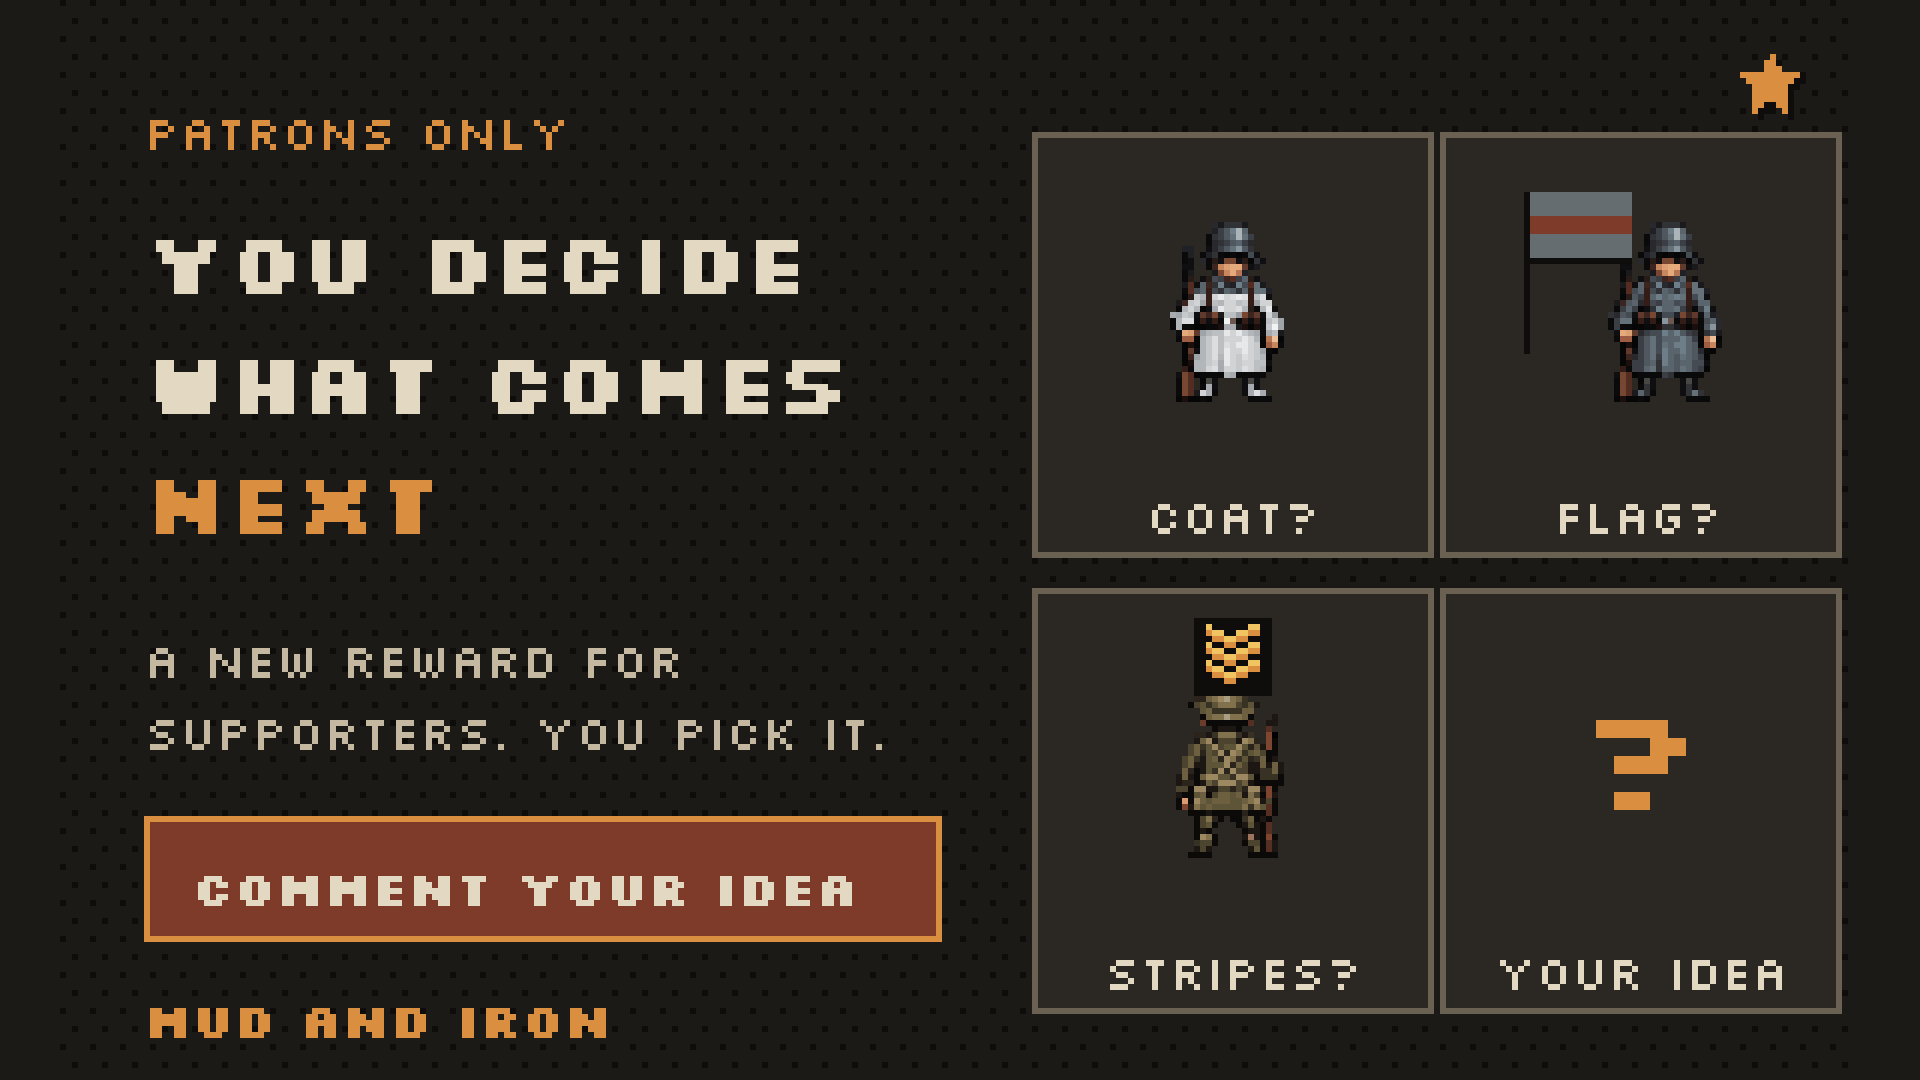 PATRONS ONLY
YOU DECIDE
WHAT COMES
NEXT
A NEW REWARD FOR
SUPPORTERS. YOU PICK IT.
COMMENT YOUR IDEA
MUD AND IRON
COAT?
FLAG?
STRIPES?
?
YOUR IDEA